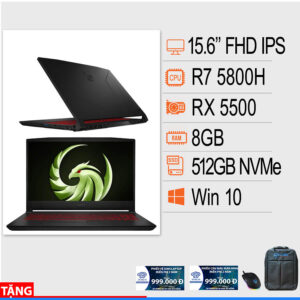 15.6” FHD IPS
CPU
R7 5800H
RX 5500
RAM
8GB
SSD
512GB NVMe
Win 10
TẶNG
999.000 Đ
999.000 Đ